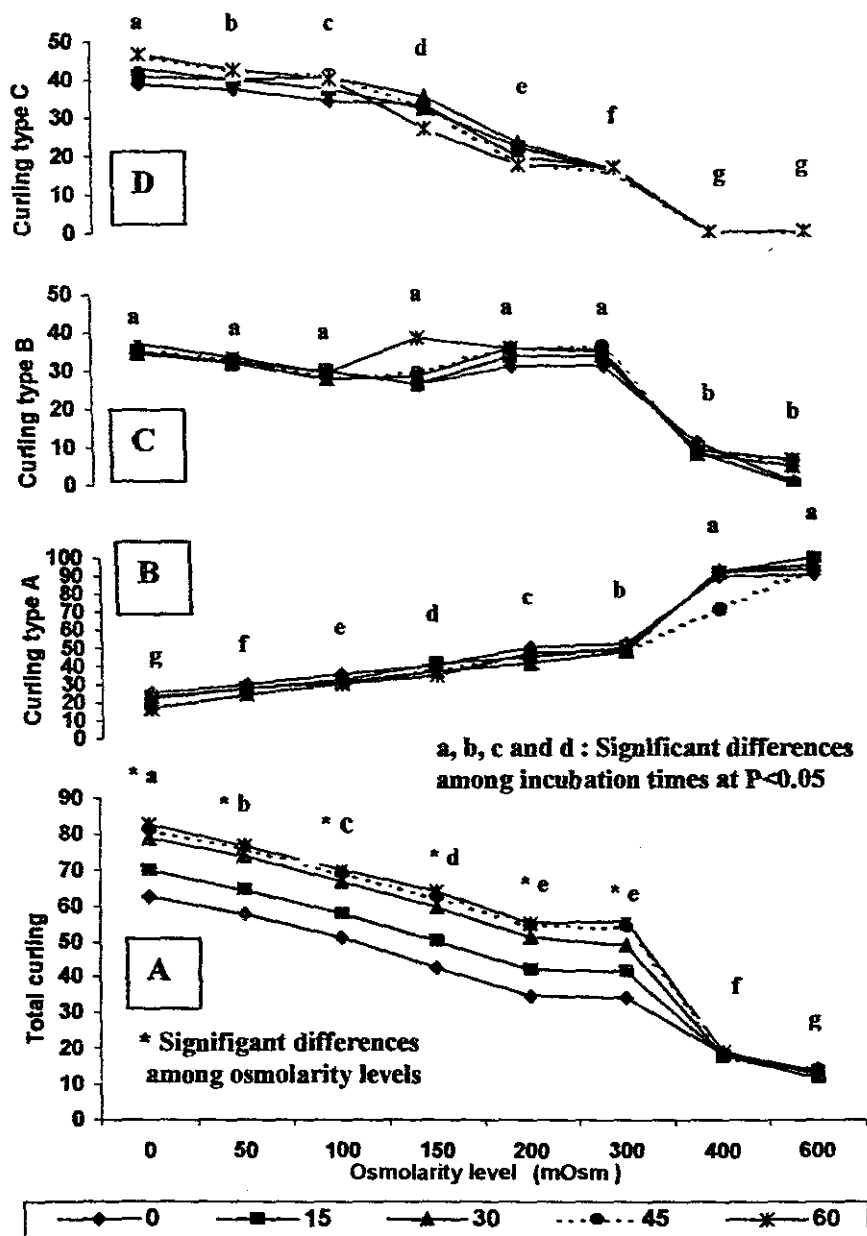 a b c d e f g g
50
40
30
20
10
0
Curling type C
D
a a a a a a b b
50
40
30
20
10
0
Curling type B
C
g f e d c b a a
100
90
80
70
60
50
40
30
20
10
0
Curling type A
B
a, b, c and d : Significant differences
among incubation times at P<0.05
* a * b * c * d * e * e f g
90
80
70
60
50
40
30
20
10
0
Total curling
A
* Signifigant differences
among osmolarity levels
0 50 100 150 200 300 400 600
Osmolarity level (mOsm )
0 15 30 45 60